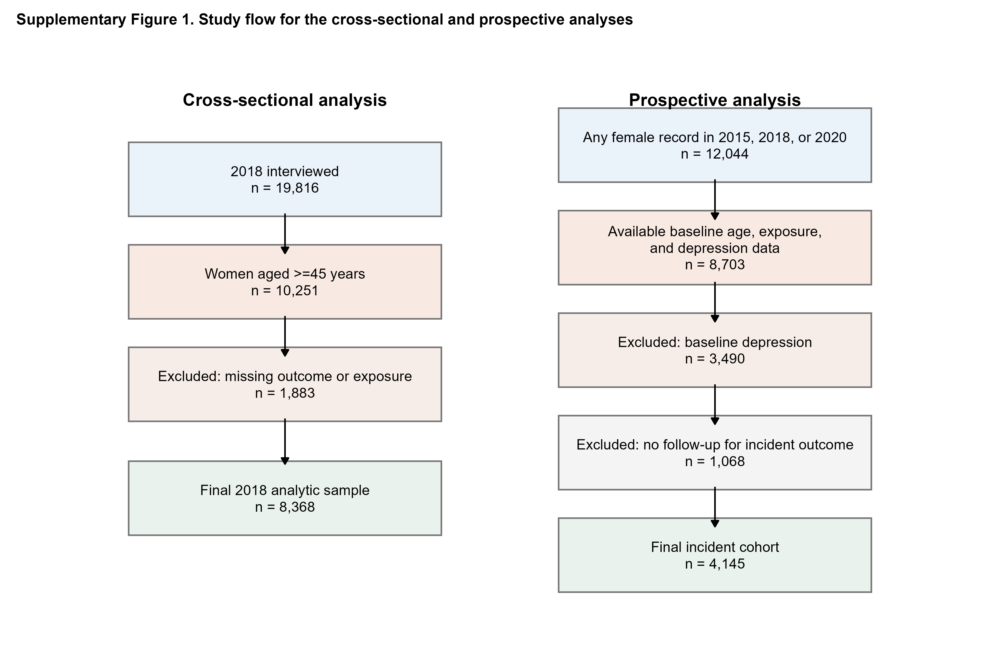 Supplementary Figure 1. Study flow for the cross-sectional and prospective analyses
Cross-sectional analysis
2018 interviewed
n = 19,816
Women aged >=45 years
n = 10,251
Excluded: missing outcome or exposure
n = 1,883
Final 2018 analytic sample
n = 8,368
Prospective analysis
Any female record in 2015, 2018, or 2020
n = 12,044
Available baseline age, exposure,
and depression data
n = 8,703
Excluded: baseline depression
n = 3,490
Excluded: no follow-up for incident outcome
n = 1,068
Final incident cohort
n = 4,145